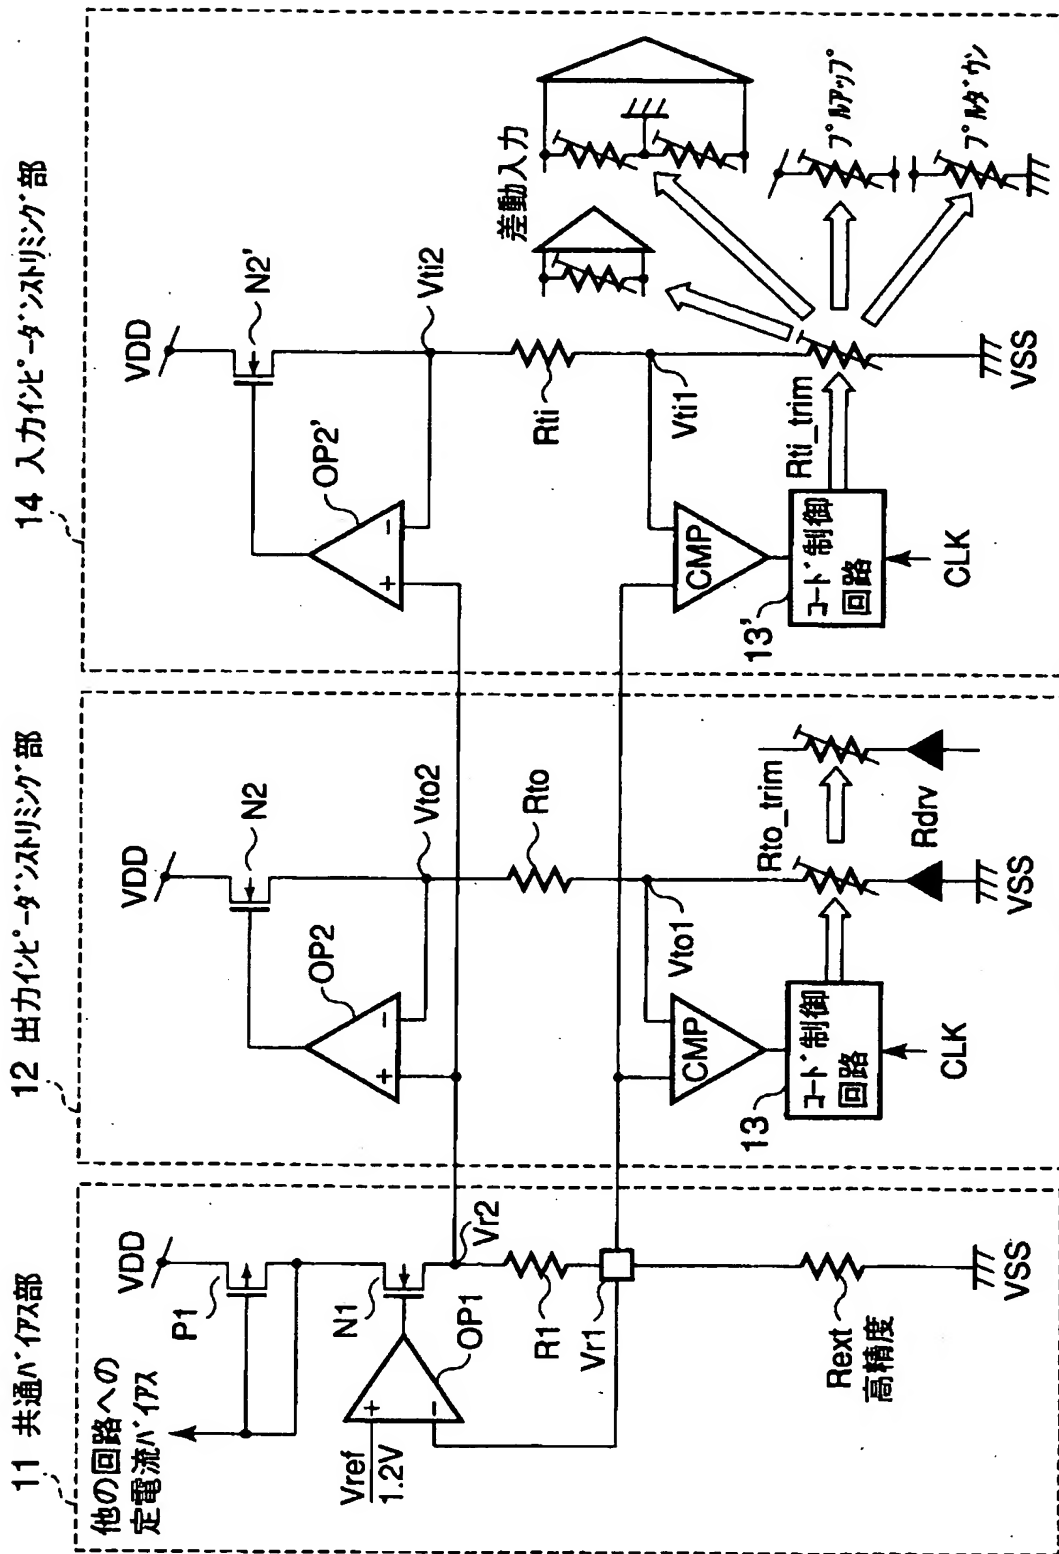 11 共通バイアス部
他の回路への
定電流バイアス
VDD
P1
N1
OP1
Vref
1.2V
Vr2
R1
Vr1
Rext
高精度
VSS
12 出力インピーダンストリミング部
VDD
N2
OP2
Vto2
Rto
Vto1
CMP
13
コード制御
回路
CLK
Rto_trim
Rdrv
VSS
14 入力インピーダンストリミング部
VDD
N2'
OP2'
Vti2
Rti
Vti1
CMP
13'
コード制御
回路
CLK
Rti_trim
VSS
差動入力
プルアップ
プルダウン